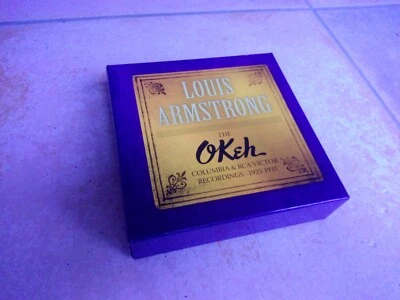 LOUIS
ARMSTRONG
THE
OKeh
COLUMBIA & RCA VICTOR
RECORDINGS 1925-1933